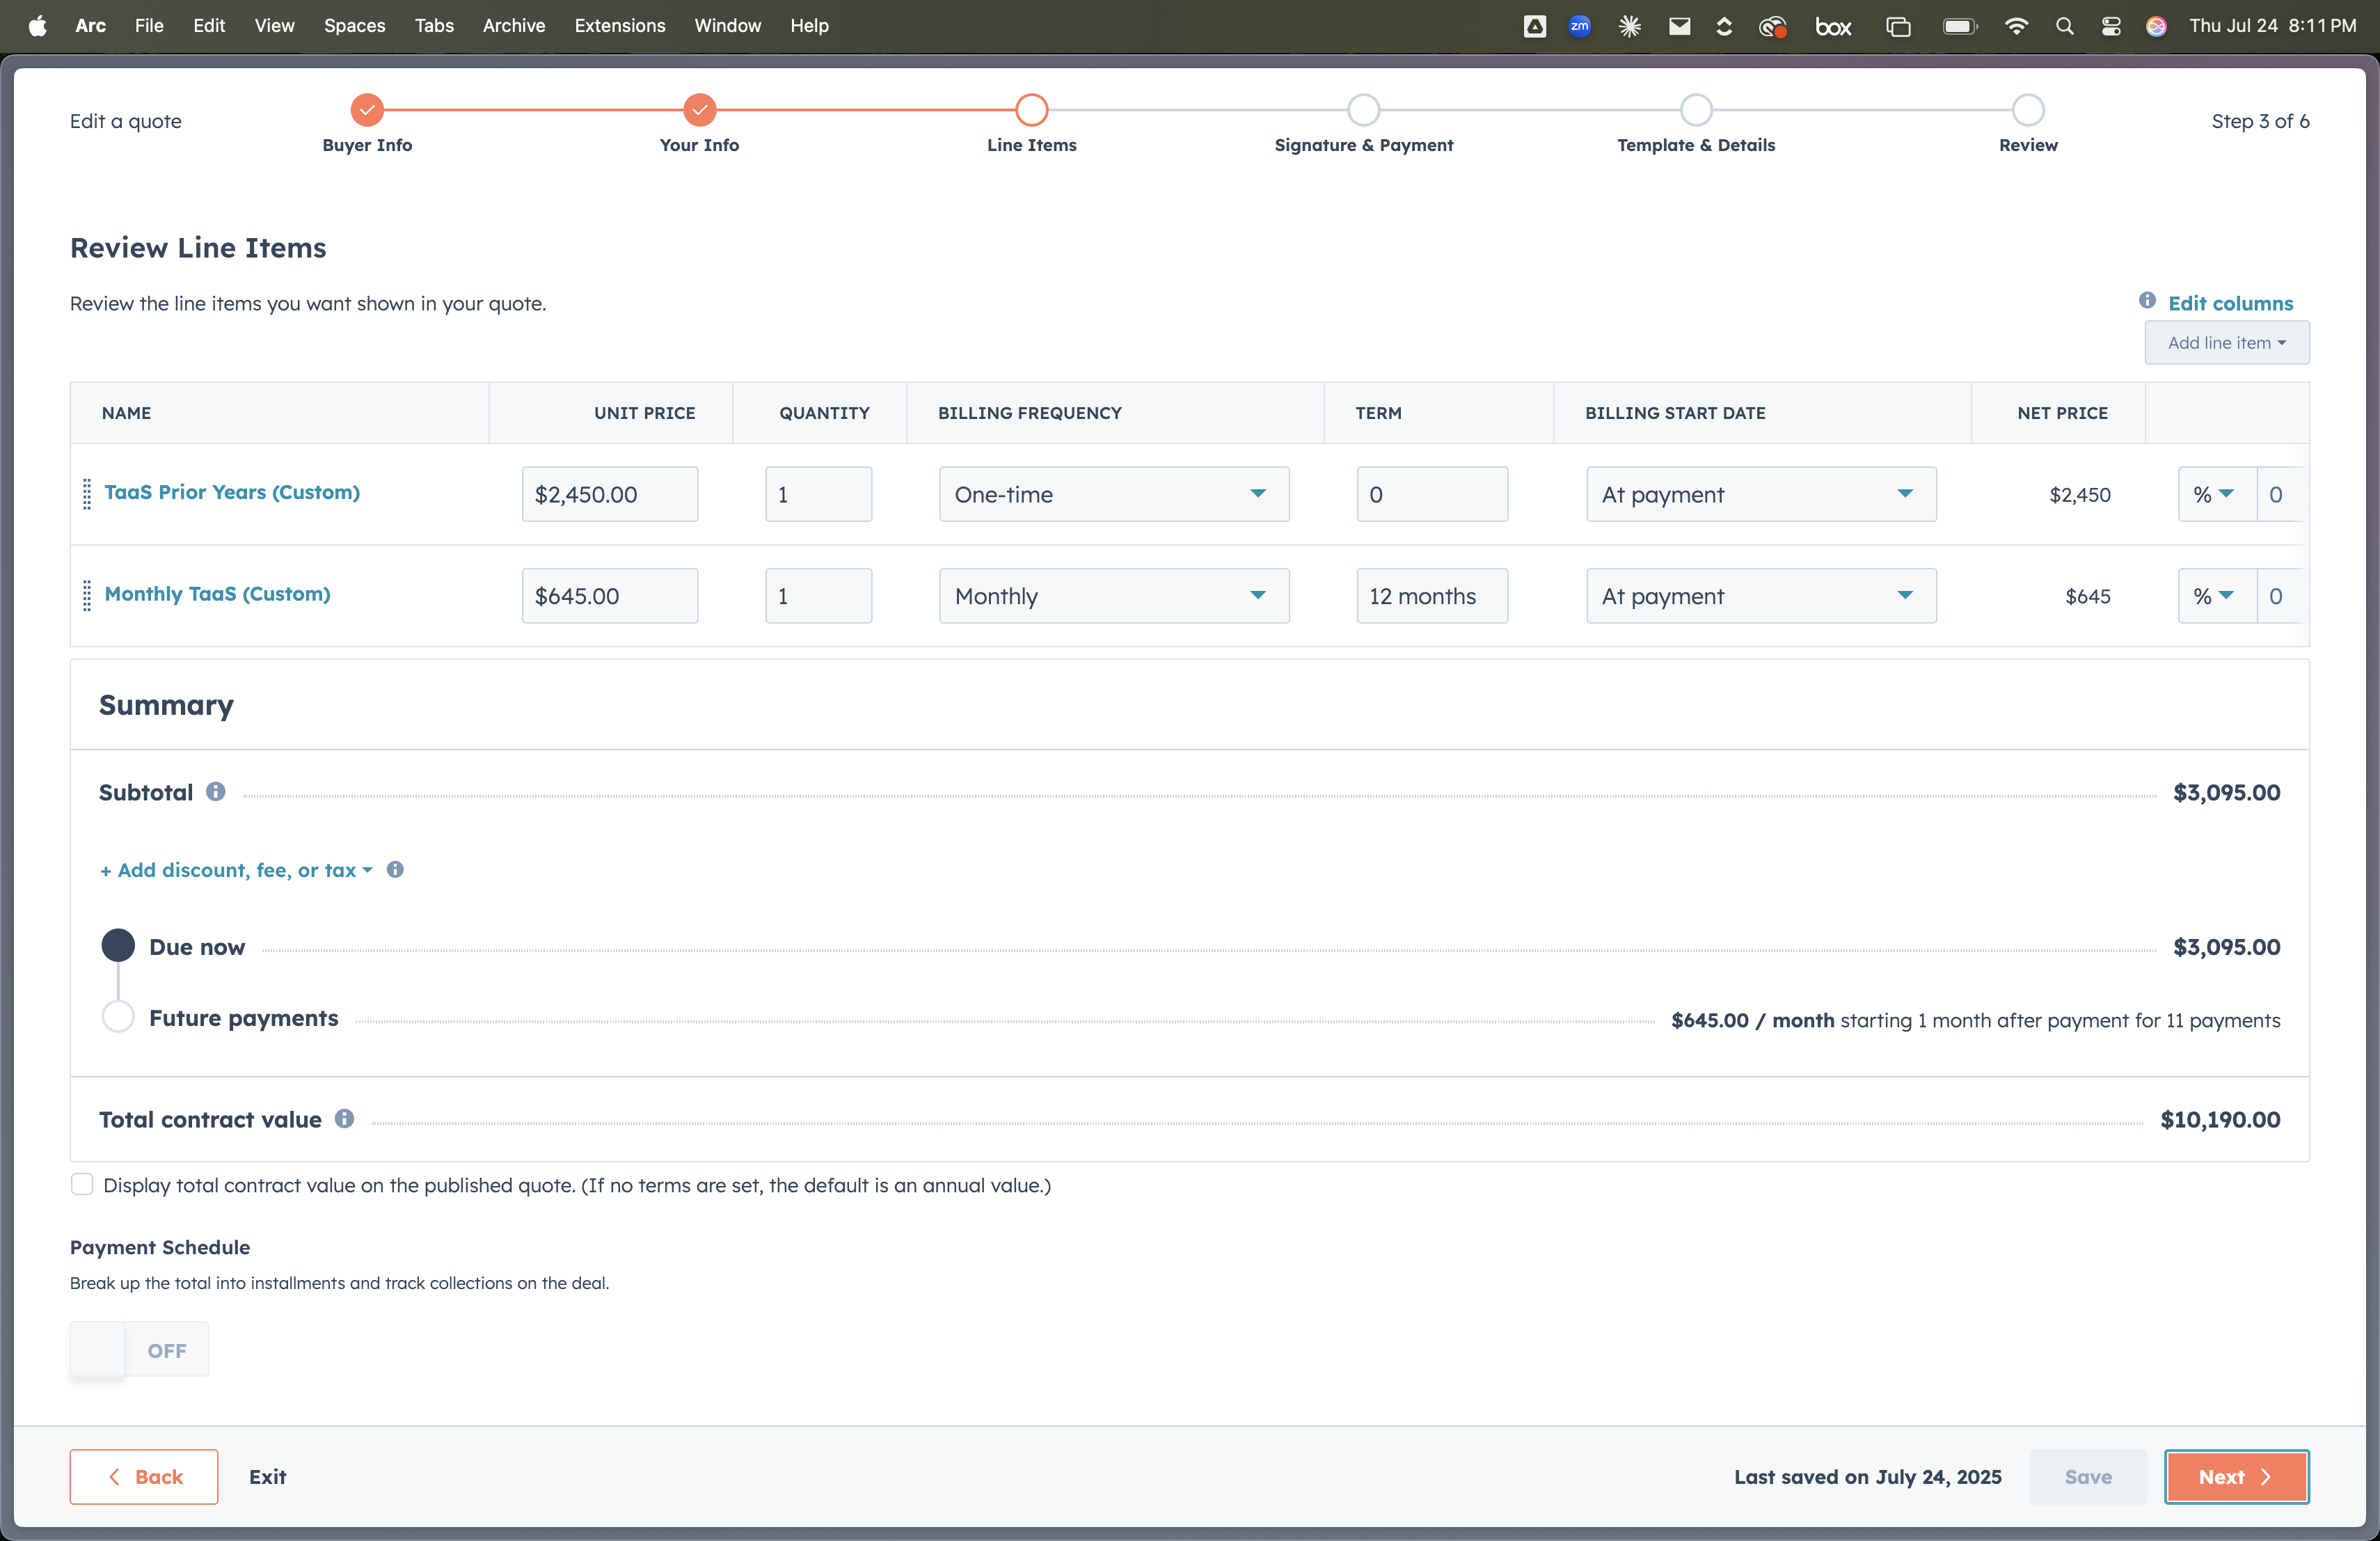 Arc File Edit View Spaces Tabs Archive Extensions Window Help zm box Thu Jul 24 8:11 PM
Edit a quote
Buyer Info Your Info Line Items Signature & Payment Template & Details Review
Step 3 of 6
Review Line Items
Review the line items you want shown in your quote.
Edit columns
Add line item
NAME UNIT PRICE QUANTITY BILLING FREQUENCY TERM BILLING START DATE NET PRICE
TaaS Prior Years (Custom) $2,450.00 1 One-time 0 At payment $2,450 % 0
Monthly TaaS (Custom) $645.00 1 Monthly 12 months At payment $645 % 0
Summary
Subtotal $3,095.00
+ Add discount, fee, or tax
Due now $3,095.00
Future payments $645.00 / month starting 1 month after payment for 11 payments
Total contract value $10,190.00
Display total contract value on the published quote. (If no terms are set, the default is an annual value.)
Payment Schedule
Break up the total into installments and track collections on the deal.
OFF
Back Exit Last saved on July 24, 2025 Save Next